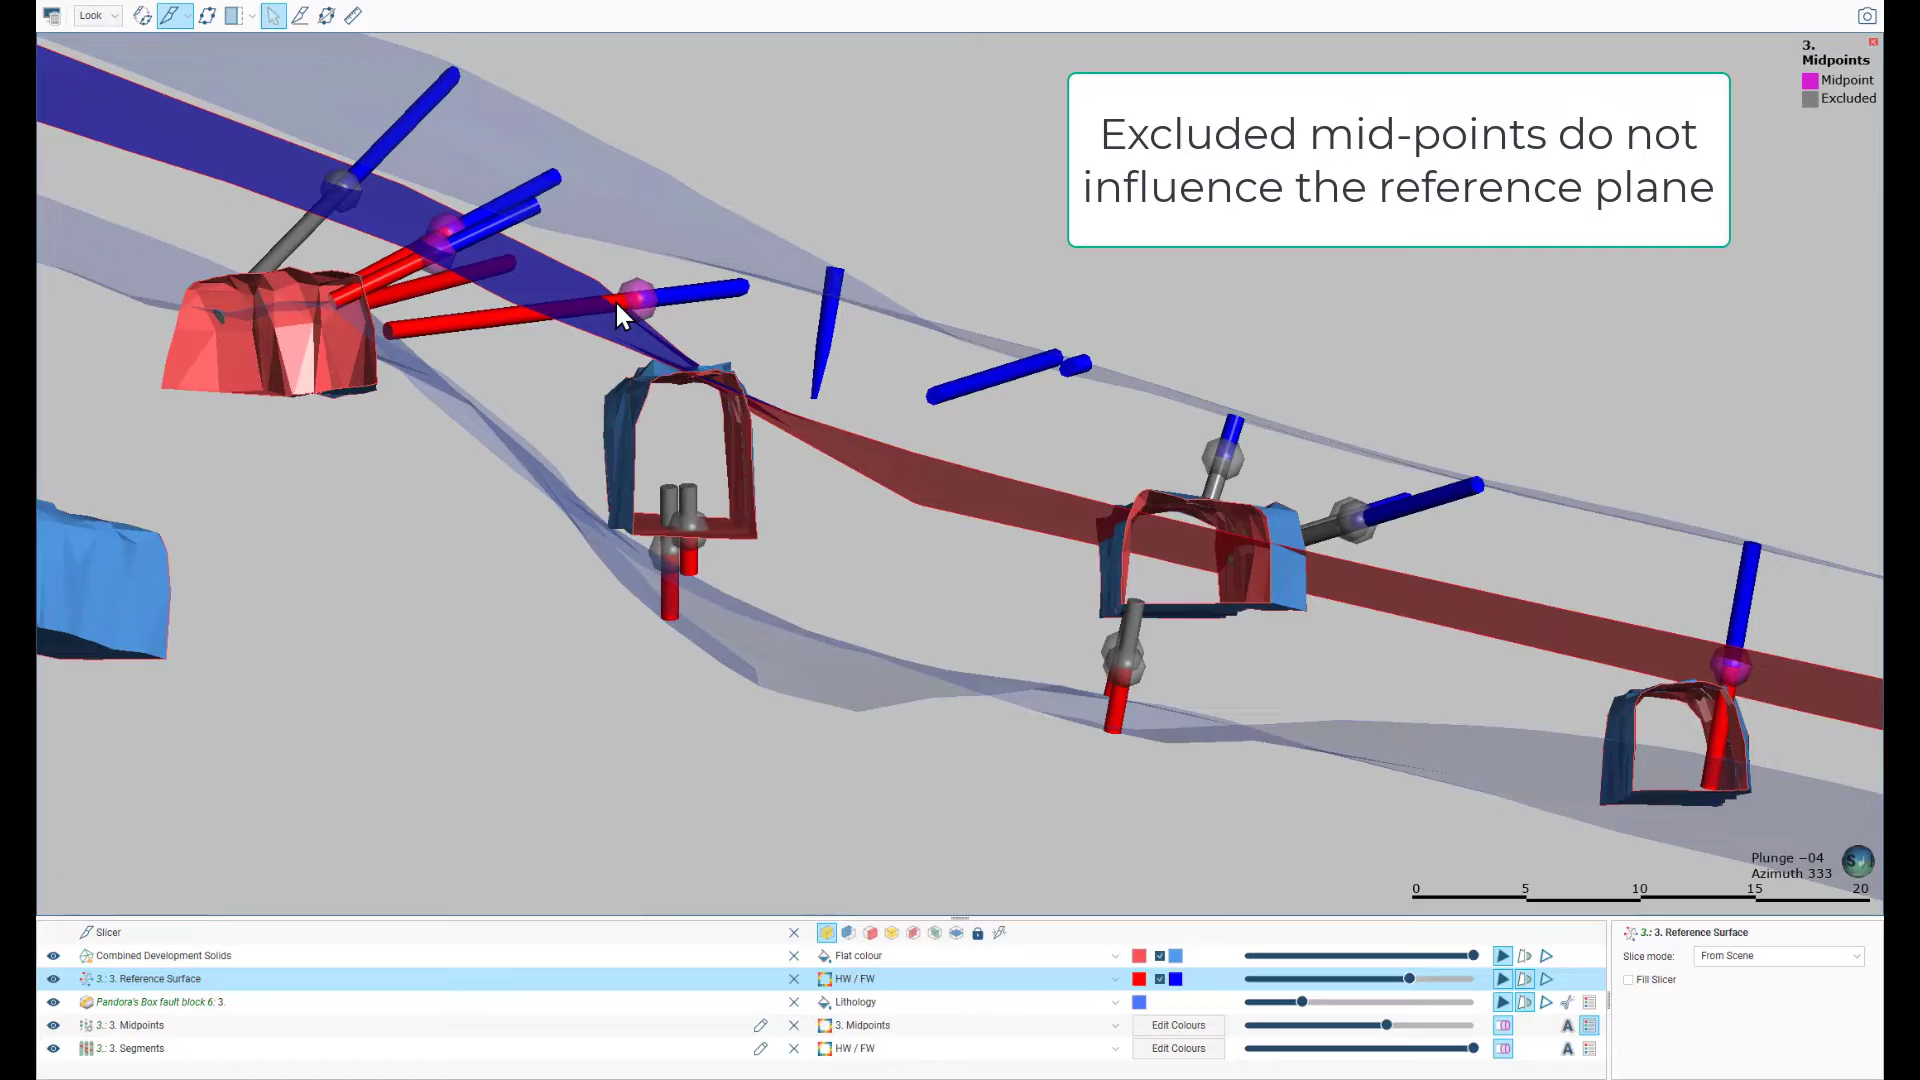 Look
3.
Midpoints
Midpoint
Excluded
Excluded mid-points do not
influence the reference plane
Plunge −04
Azimuth 333
S
0 5 10 15 20
Slicer
Combined Development Solids Flat colour
3.: 3. Reference Surface HW / FW
Pandora's Box fault block 6: 3. Lithology
3.: 3. Midpoints 3. Midpoints Edit Colours A
3.: 3. Segments HW / FW Edit Colours A
3.: 3. Reference Surface
Slice mode: From Scene
Fill Slicer